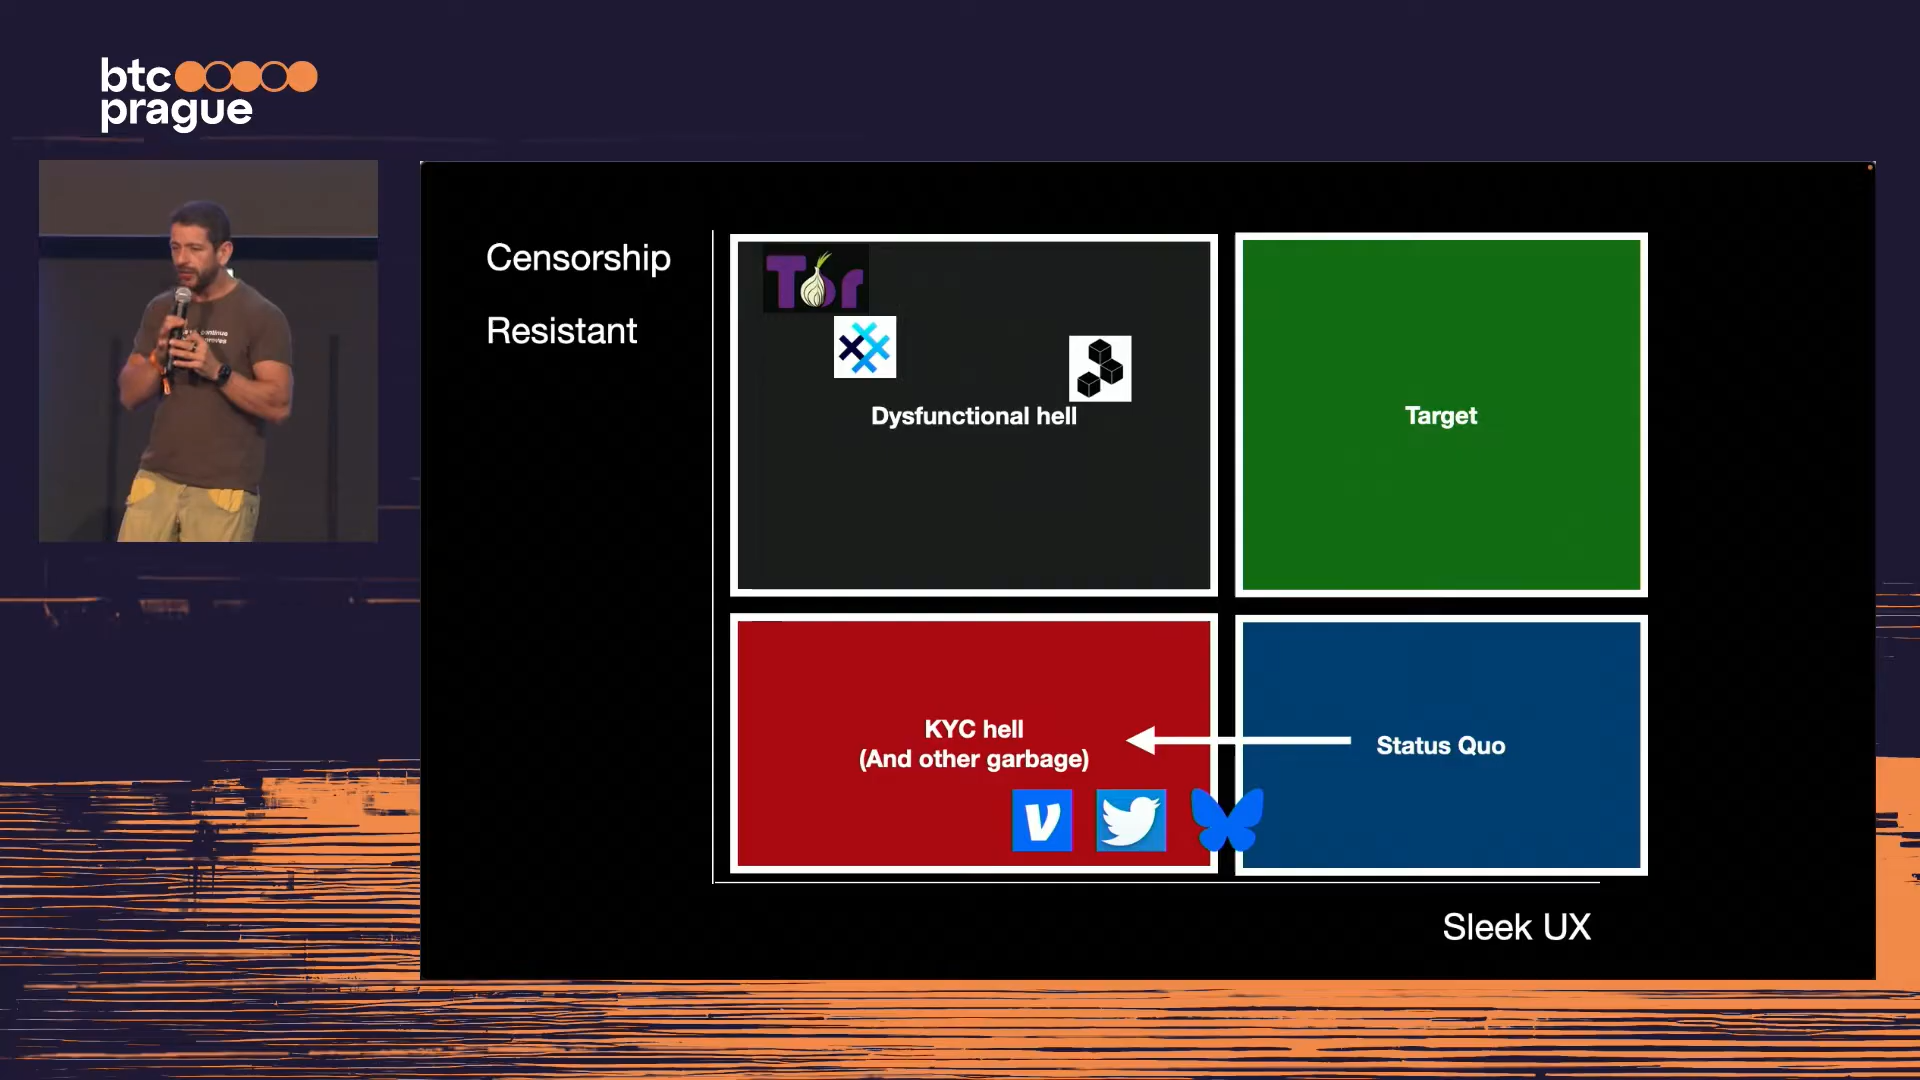 btc
prague
Censorship
Resistant
Tor
Dysfunctional hell
Target
KYC hell
(And other garbage)
Status Quo
Sleek UX